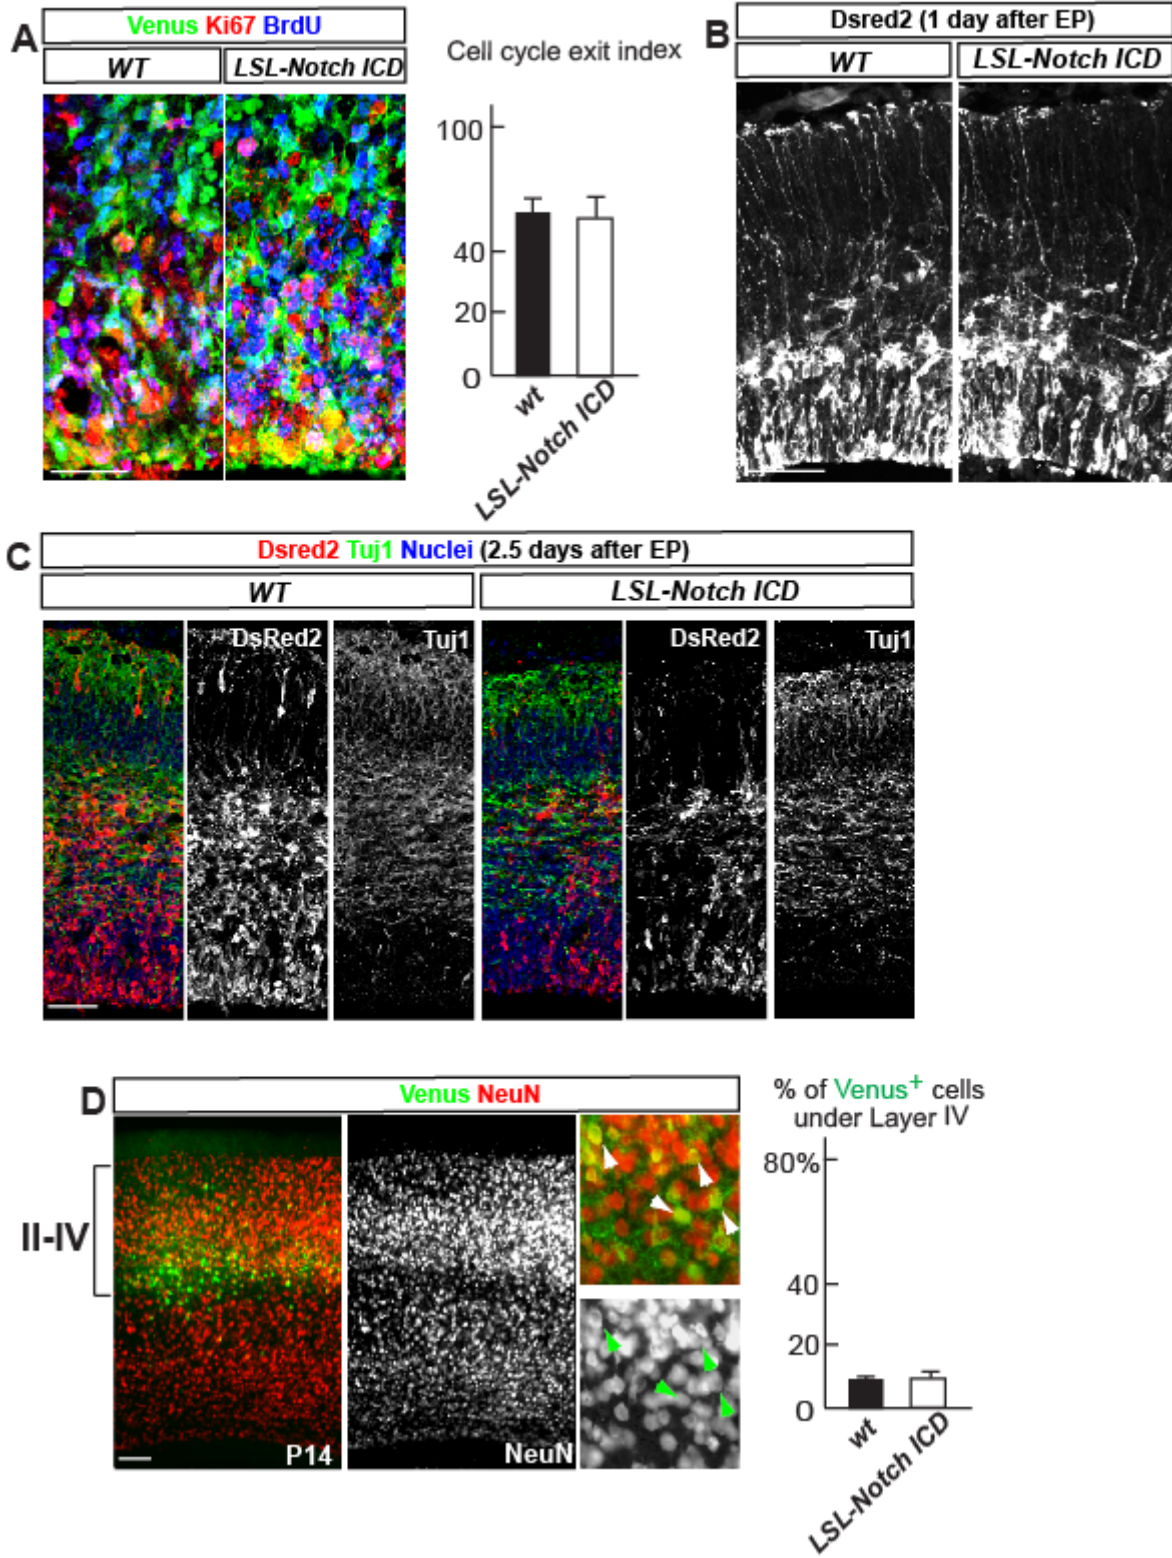 A
Venus Ki67 BrdU
WT
LSL-Notch ICD
Cell cycle exit index
100
40
20
0
wt
LSL-Notch ICD
B
Dsred2 (1 day after EP)
WT
LSL-Notch ICD
C
Dsred2 Tuj1 Nuclei (2.5 days after EP)
WT
LSL-Notch ICD
DsRed2
Tuj1
DsRed2
Tuj1
D
Venus NeuN
II-IV
P14
NeuN
% of Venus+ cells
under Layer IV
80%
40
20
0
wt
LSL-Notch ICD